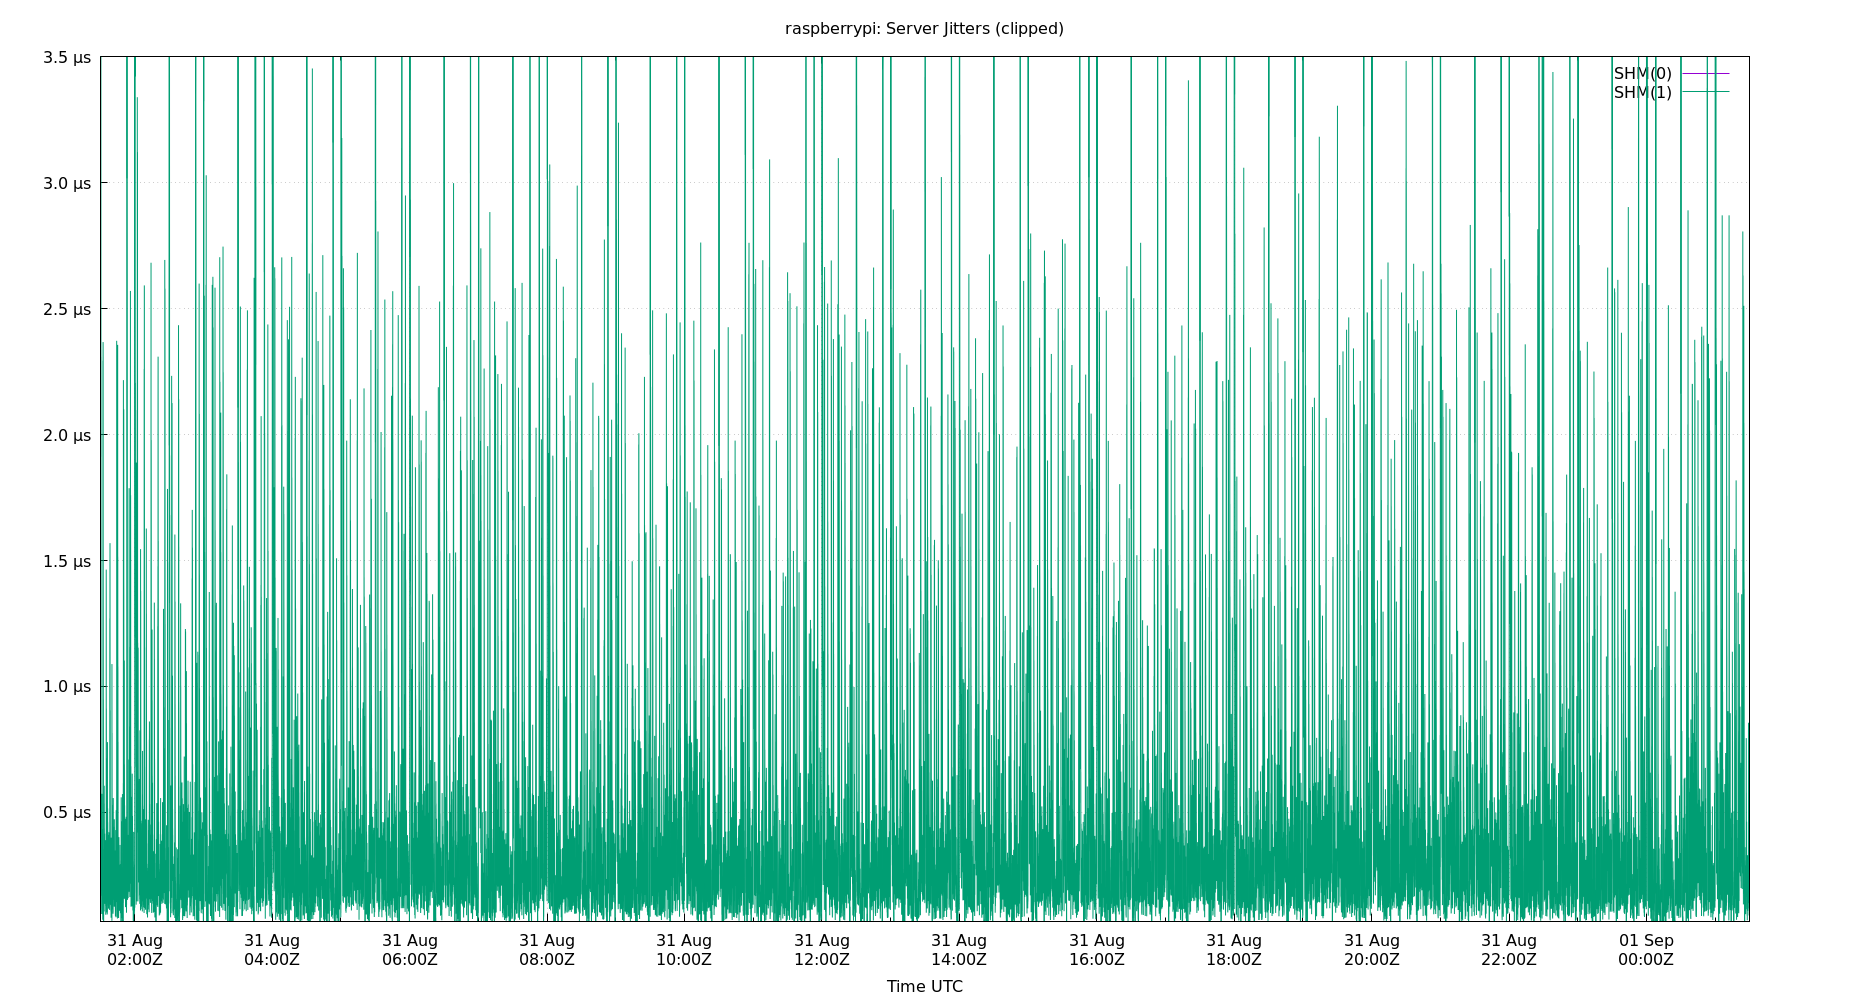 raspberrypi: Server Jitters (clipped)
3.5 μs
SHM(0)
SHM(1)
3.0 μs
2.5 μs
2.0 μs
1.5 μs
1.0 μs
0.5 μs
31 Aug 31 Aug 31 Aug 31 Aug 31 Aug 31 Aug 31 Aug 31 Aug 31 Aug 31 Aug 31 Aug 01 Sep
02:00Z 04:00Z 06:00Z 08:00Z 10:00Z 12:00Z 14:00Z 16:00Z 18:00Z 20:00Z 22:00Z 00:00Z
Time UTC